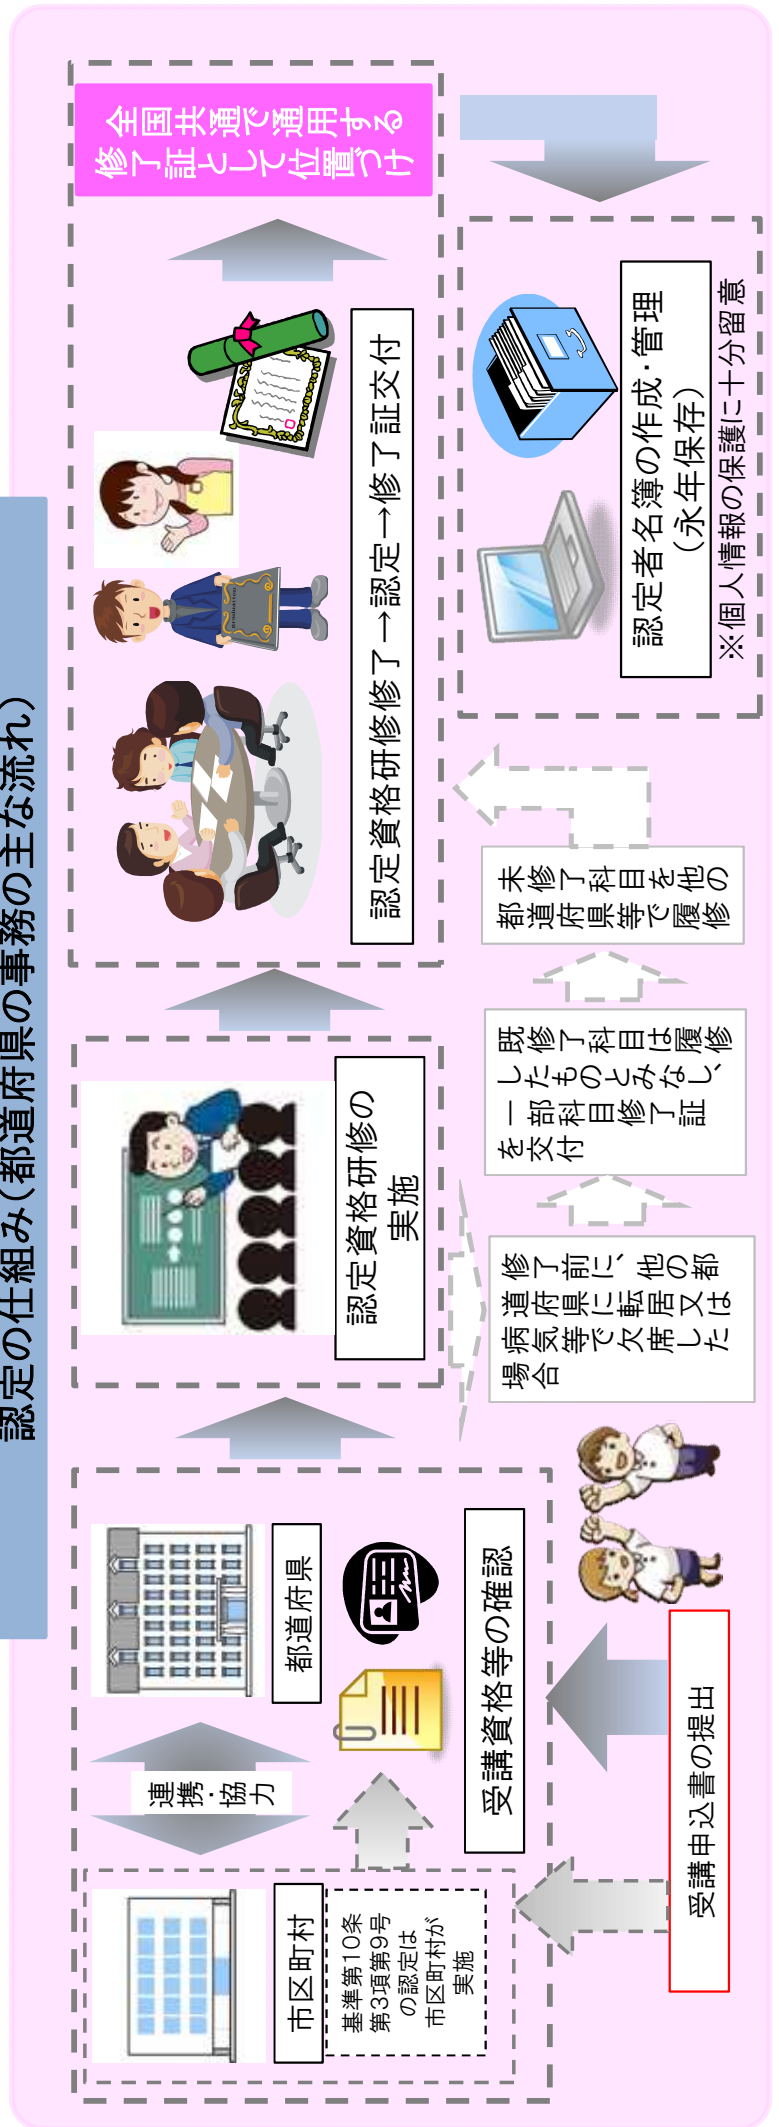 認定の仕組み（都道府県の事務の主な流れ）
市区町村
基準第10条
第3項第9号
の認定は
市区町村が
実施
連携・協力
都道府県
受講資格等の確認
受講申込書の提出
認定資格研修の
実施
修了前に、他の都
道府県に転居又は
病気等で欠席した
場合
既修了科目は履修
したものとみなし、
一部科目修了証
を交付
未修了科目を他の
都道府県等で履修
認定資格研修修了→認定→修了証交付
全国共通で通用する
修了証として位置づけ
認定者名簿の作成・管理
（永年保存）
※個人情報の保護に十分留意